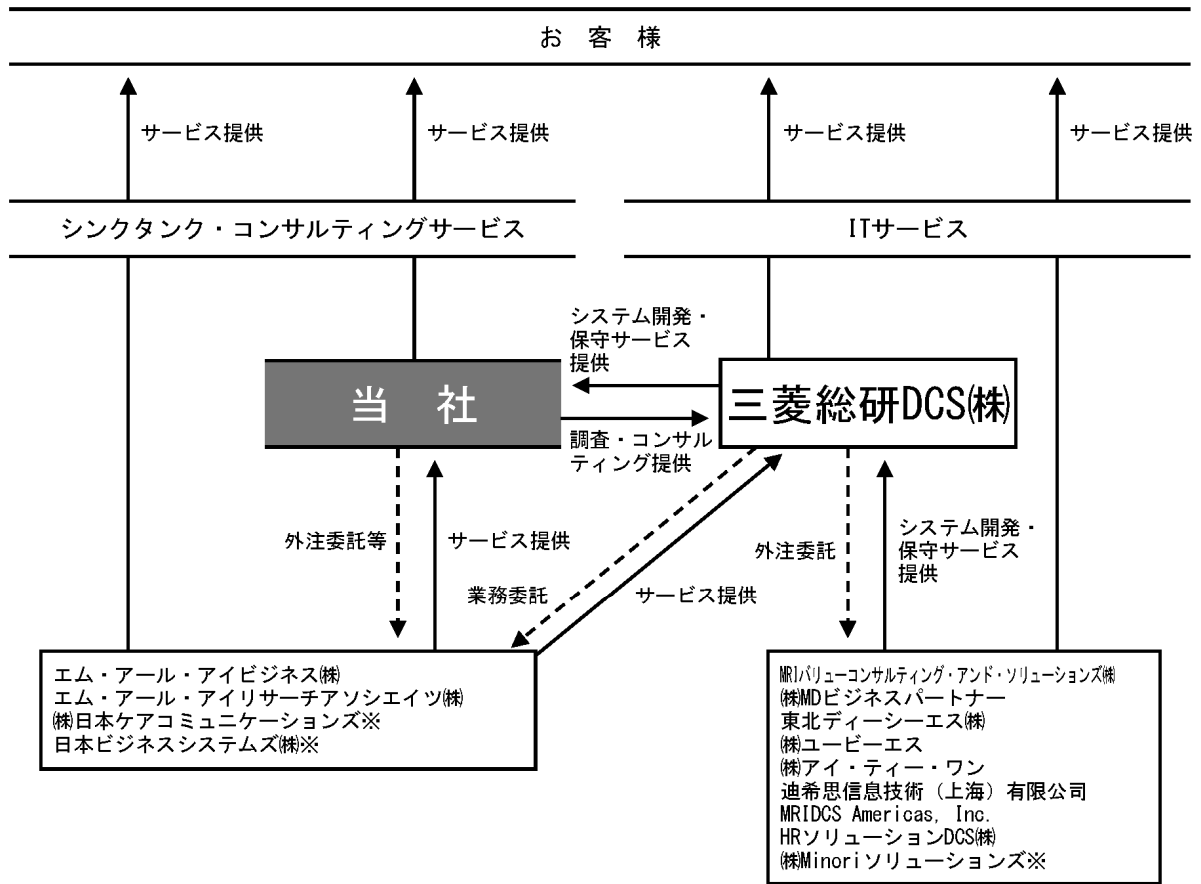 お 客 様
サービス提供
サービス提供
サービス提供
サービス提供
シンクタンク・コンサルティングサービス
ITサービス
システム開発・
保守サービス
提供
当 社
三菱総研DCS㈱
調査・コンサル
ティング提供
外注委託等
サービス提供
業務委託
サービス提供
外注委託
システム開発・
保守サービス
提供
エム・アール・アイビジネス㈱
エム・アール・アイリサーチアソシエイツ㈱
㈱日本ケアコミュニケーションズ※
日本ビジネスシステムズ㈱※
MRIバリューコンサルティング・アンド・ソリューションズ㈱
㈱MDビジネスパートナー
東北ディーシーエス㈱
㈱ユービーエス
㈱アイ・ティー・ワン
迪希思信息技術（上海）有限公司
MRIDCS Americas, Inc.
HRソリューションDCS㈱
㈱Minoriソリューションズ※